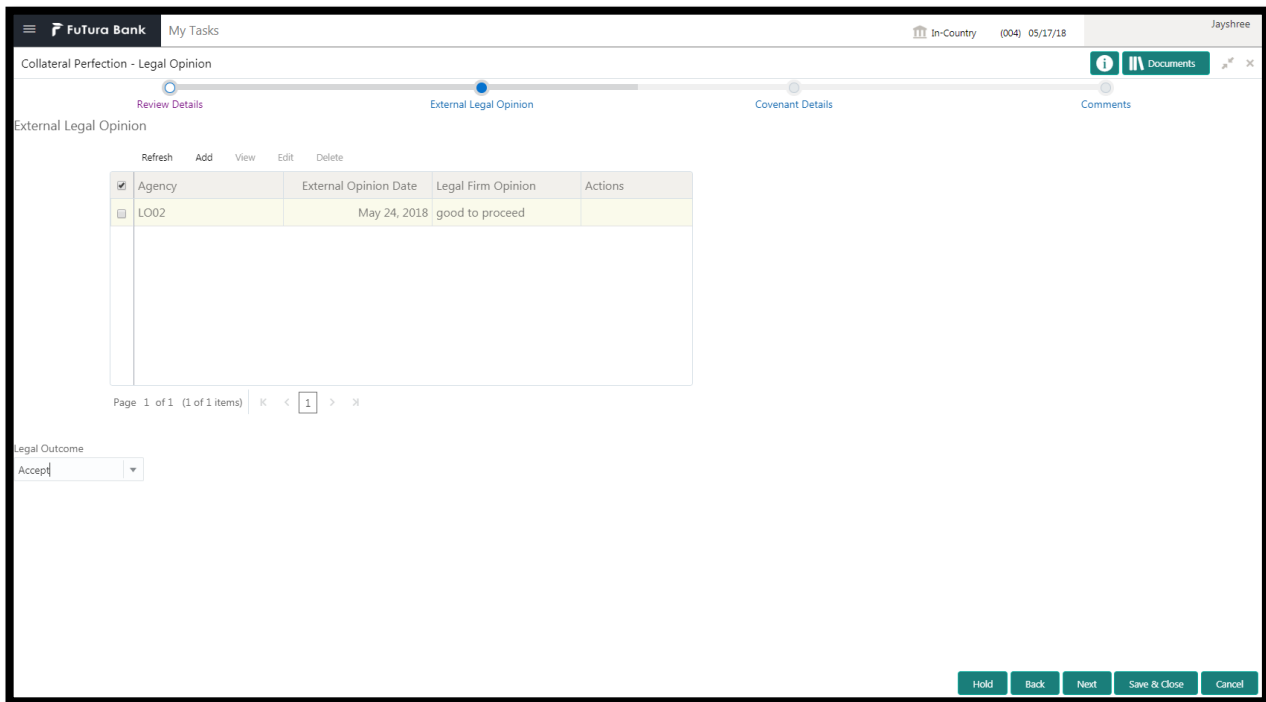 FuTura Bank My Tasks In-Country (004) 05/17/18 Jayshree
Collateral Perfection - Legal Opinion i Documents
Review Details External Legal Opinion Covenant Details Comments
External Legal Opinion
Refresh Add View Edit Delete
Agency External Opinion Date Legal Firm Opinion Actions
LO02 May 24, 2018 good to proceed
Page 1 of 1 (1 of 1 items) K < 1 > >|
Legal Outcome
Accept
Hold Back Next Save & Close Cancel